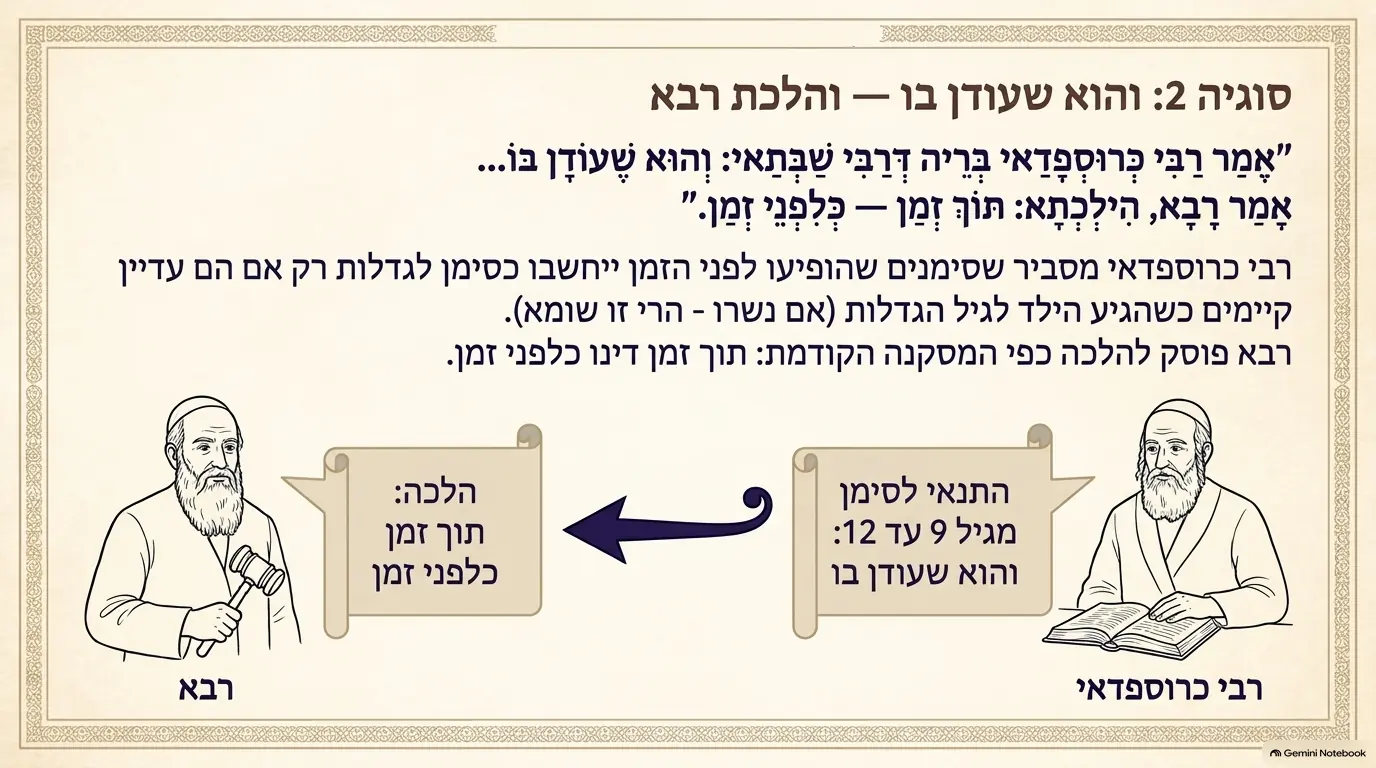 סוגיה 2: והוא שעודן בו — והלכת רבא
"אָמַר רַבִּי כְּרוּסְפָּדַאי בְּרֵיהּ דְּרַבִּי שַׁבְּתַאי: וְהוּא שֶׁעוֹדָן בּוֹ...
אָמַר רָבָא, הִילְכְתָא: תּוֹךְ זְמַן — כְּלִפְנֵי זְמַן."
רבי כרוספדאי מסביר שסימנים שהופיעו לפני הזמן ייחשבו כסימן לגדלות רק אם הם עדיין
קיימים כשהגיע הילד לגיל הגדלות (אם נשרו - הרי זו שומא).
רבא פוסק להלכה כפי המסקנה הקודמת: תוך זמן דינו כלפני זמן.
התנאי לסימן
מגיל 9 עד 12:
והוא שעודן בו
הלכה:
תוך זמן
כלפני זמן
רבי כרוספדאי
רבא
Gemini Notebook